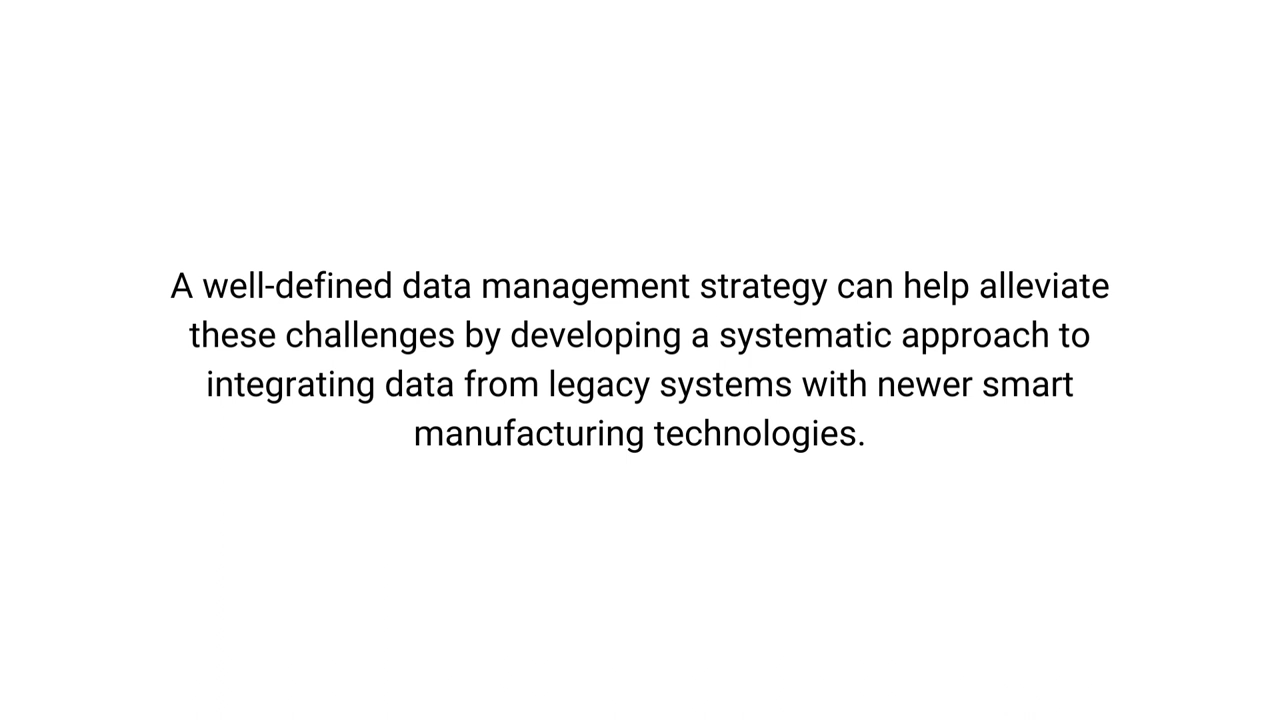 A well-defined data management strategy can help alleviate
these challenges by developing a systematic approach to
integrating data from legacy systems with newer smart
manufacturing technologies.